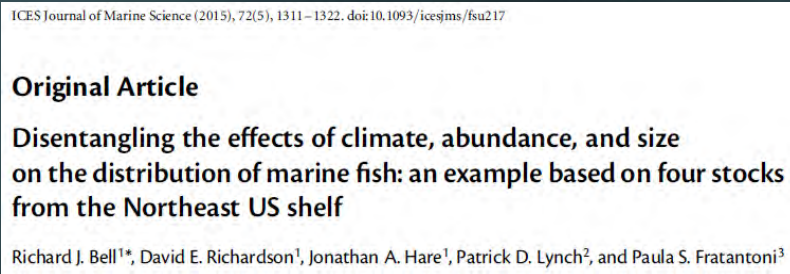 ICES Journal of Marine Science (2015), 72(5), 1311–1322. doi:10.1093/icesjms/fsu217
Original Article
Disentangling the effects of climate, abundance, and size
on the distribution of marine fish: an example based on four stocks
from the Northeast US shelf
Richard J. Bell1*, David E. Richardson1, Jonathan A. Hare1, Patrick D. Lynch2, and Paula S. Fratantoni3